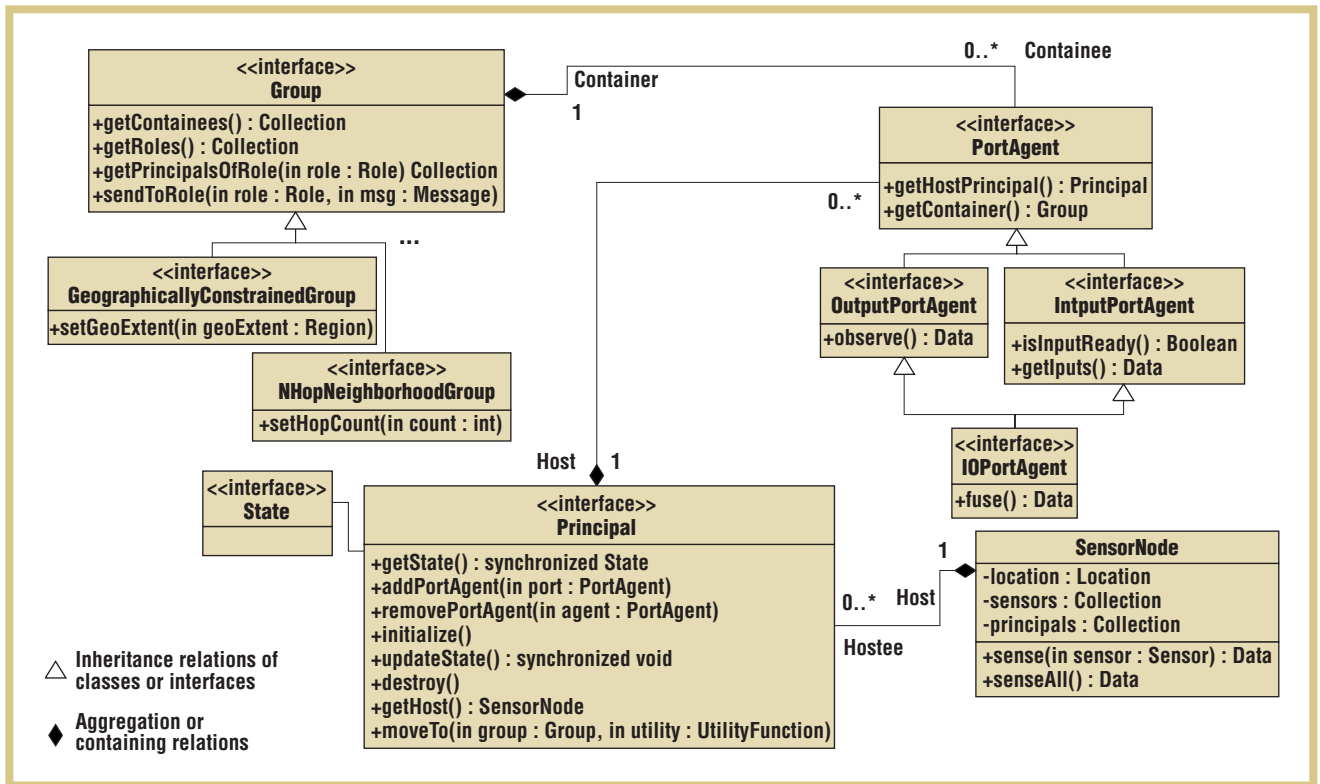 <<interface>>
Group
+getContainees() : Collection
+getRoles() : Collection
+getPrincipalsOfRole(in role : Role) Collection
+sendToRole(in role : Role, in msg : Message)
Container
1
0..* Containee
<<interface>>
PortAgent
+getHostPrincipal() : Principal
+getContainer() : Group
0..*
...
<<interface>>
GeographicallyConstrainedGroup
+setGeoExtent(in geoExtent : Region)
<<interface>>
NHopNeighborhoodGroup
+setHopCount(in count : int)
<<interface>>
OutputPortAgent
+observe() : Data
<<interface>>
IntputPortAgent
+isInputReady() : Boolean
+getIputs() : Data
<<interface>>
IOPortAgent
+fuse() : Data
Host 1
<<interface>>
State
<<interface>>
Principal
+getState() : synchronized State
+addPortAgent(in port : PortAgent)
+removePortAgent(in agent : PortAgent)
+initialize()
+updateState() : synchronized void
+destroy()
+getHost() : SensorNode
+moveTo(in group : Group, in utility : UtilityFunction)
1
0..* Host
Hostee
SensorNode
-location : Location
-sensors : Collection
-principals : Collection
+sense(in sensor : Sensor) : Data
+senseAll() : Data
Inheritance relations of
classes or interfaces
Aggregation or
containing relations